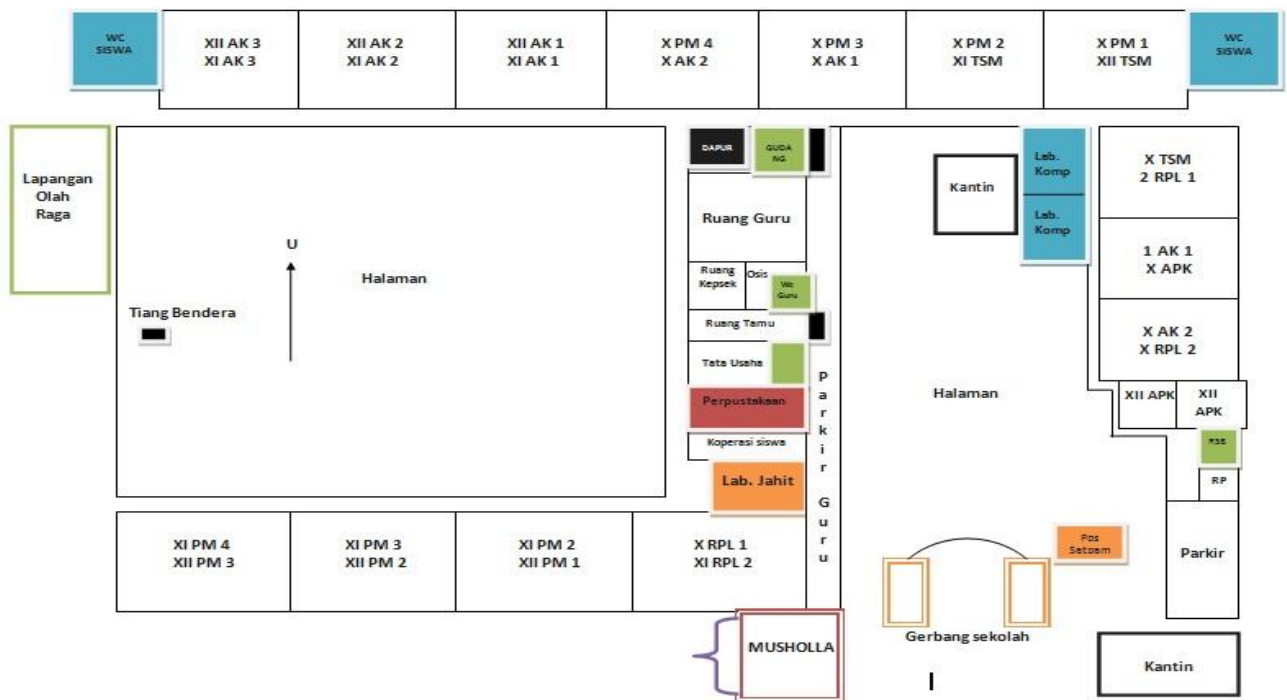 WC
SISWA
XII AK 3
XI AK 3
XII AK 2
XI AK 2
XII AK 1
XI AK 1
X PM 4
X AK 2
X PM 3
X AK 1
X PM 2
XI TSM
X PM 1
XII TSM
WC
SISWA
Lapangan
Olah
Raga
U
Halaman
Tiang Bendera
DAPUR
GUDA
NG
Ruang Guru
Ruang
Kepsek
Osis
Wc
Guru
Ruang Tamu
Tata Usaha
Perpustakaan
Koperasi siswa
Lab. Jahit
Parkir Guru
Kantin
Lab.
Komp
Lab.
Komp
X TSM
2 RPL 1
1 AK 1
X APK
X AK 2
X RPL 2
Halaman
XII APK
XII
APK
RSB
RP
Parkir
Pos
Satpam
XI PM 4
XII PM 3
XI PM 3
XII PM 2
XI PM 2
XII PM 1
X RPL 1
XI RPL 2
MUSHOLLA
Gerbang sekolah
Kantin